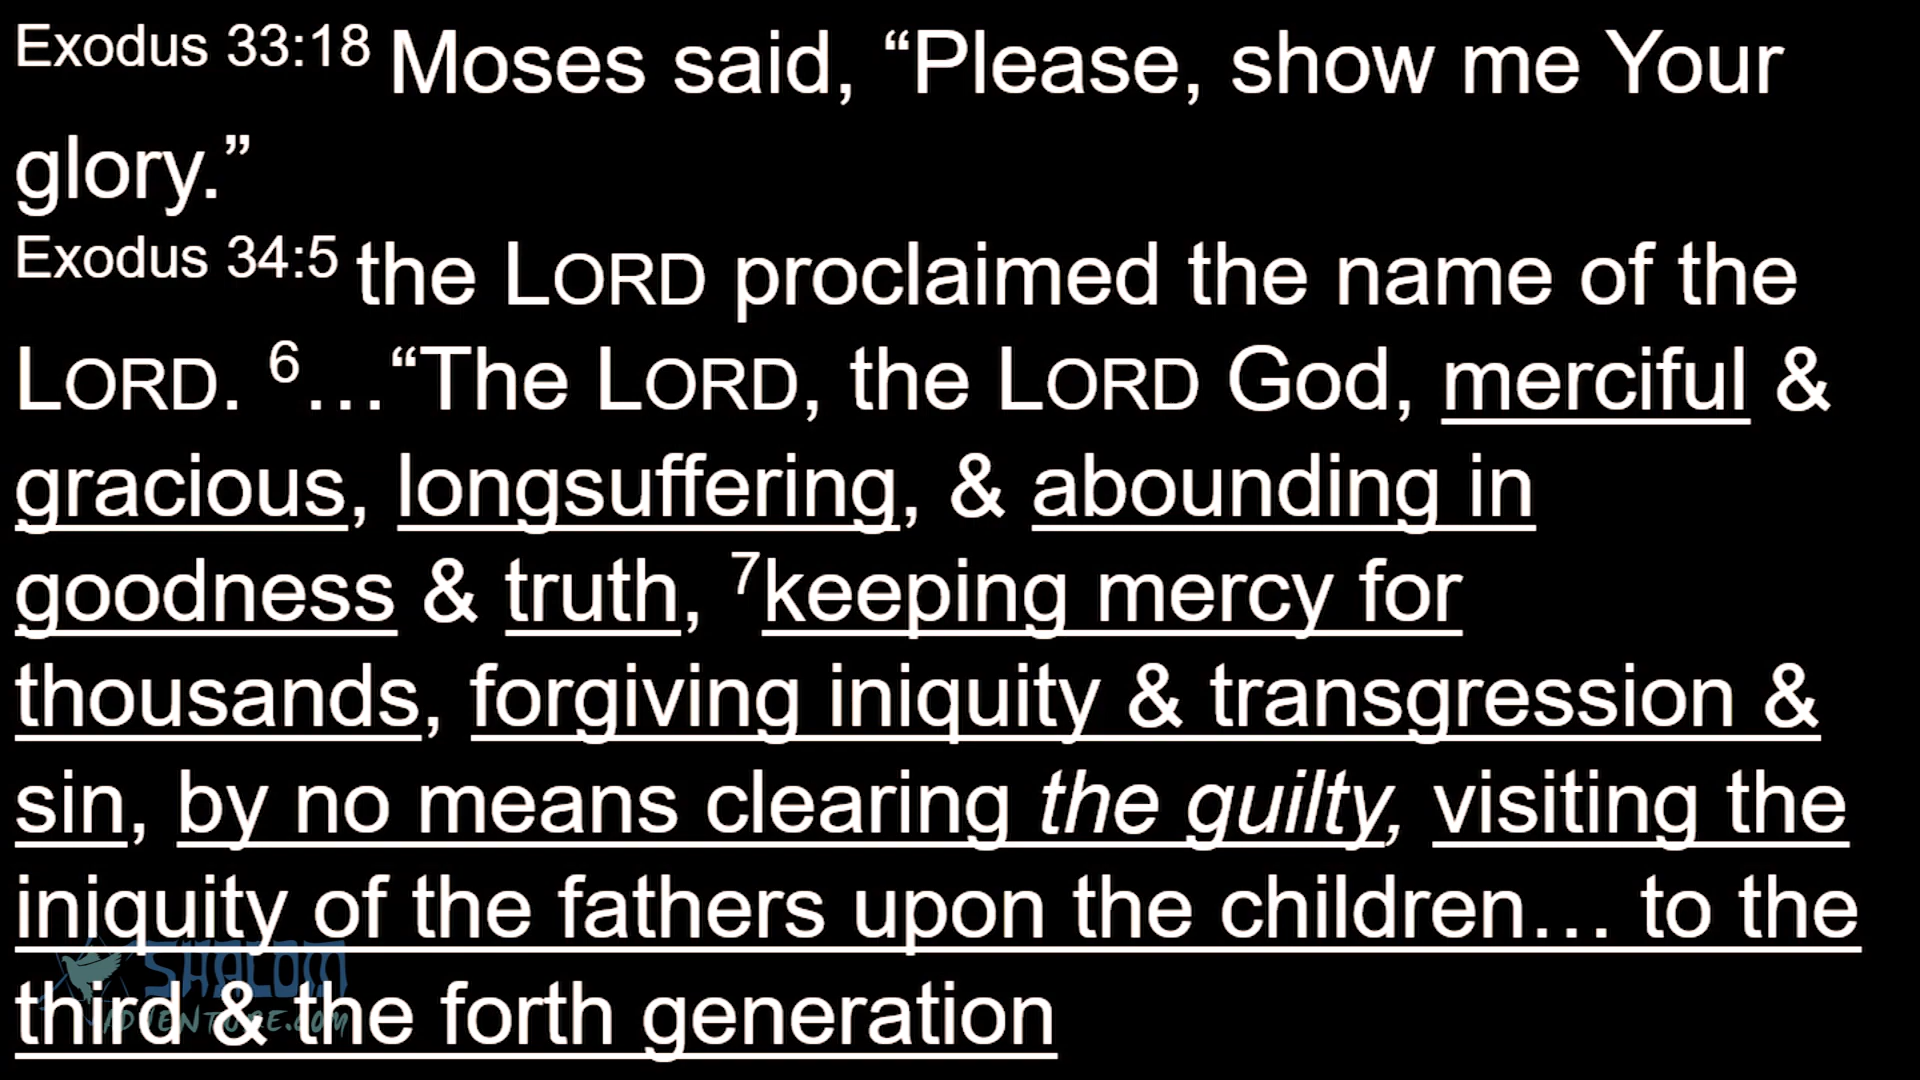 Exodus 33:18 Moses said, “Please, show me Your
glory.”
Exodus 34:5 the LORD proclaimed the name of the
LORD. 6…“The LORD, the LORD God, merciful &
gracious, longsuffering, & abounding in
goodness & truth, 7keeping mercy for
thousands, forgiving iniquity & transgression &
sin, by no means clearing the guilty, visiting the
iniquity of the fathers upon the children… to the
third & the forth generation
SHALOM
ADVENTURE.COM